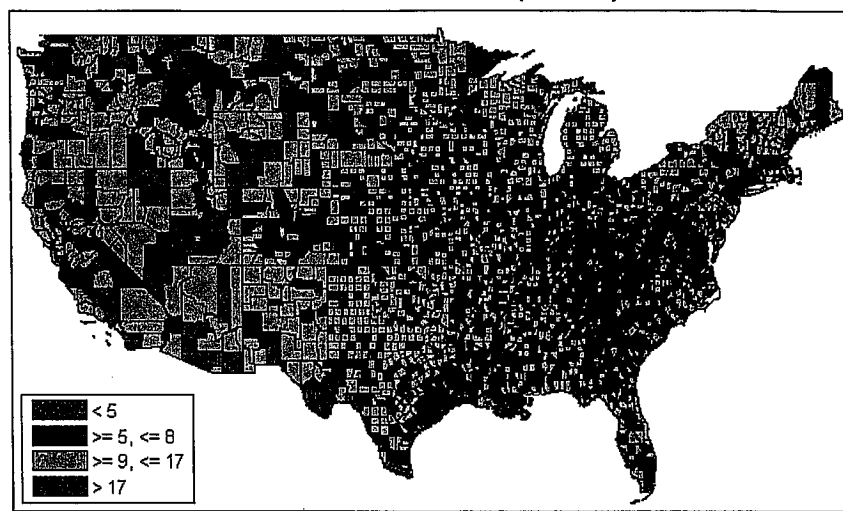 < 5
>= 5, <= 8
>= 9, <= 17
> 17